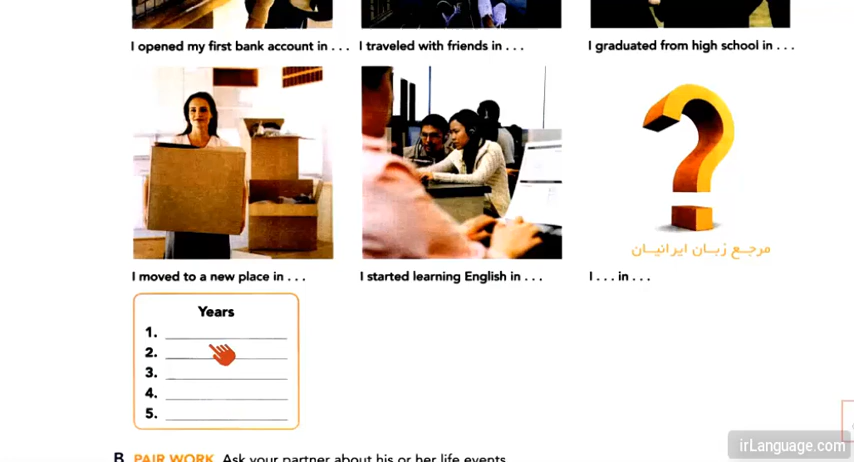 I opened my first bank account in . . .
I traveled with friends in . . .
I graduated from high school in . . .
مرجع زبان ایرانیان
I moved to a new place in . . .
I started learning English in . . .
I . . . in . . .
Years
1.
2.
3.
4.
5.
B PAIR WORK Ask your partner about his or her life events.
irLanguage.com